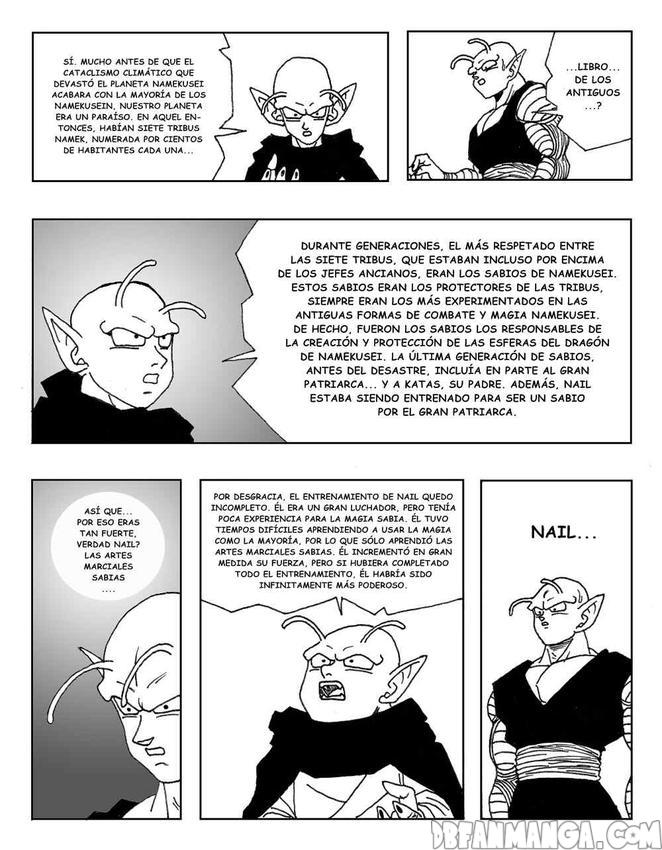 SÍ. MUCHO ANTES DE QUE EL
CATACLISMO CLIMÁTICO QUE
DEVASTÓ EL PLANETA NAMEKUSEI
ACABARA CON LA MAYORÍA DE LOS
NAMEKUSEIN, NUESTRO PLANETA
ERA UN PARAÍSO. EN AQUEL EN-
TONCES, HABÍAN SIETE TRIBUS
NAMEK, NUMERADA POR CIENTOS
DE HABITANTES CADA UNA...
...LIBRO...
DE LOS
ANTIGUOS
...?
DURANTE GENERACIONES, EL MÁS RESPETADO ENTRE
LAS SIETE TRIBUS, QUE ESTABAN INCLUSO POR ENCIMA
DE LOS JEFES ANCIANOS, ERAN LOS SABIOS DE NAMEKUSEI.
ESTOS SABIOS ERAN LOS PROTECTORES DE LAS TRIBUS,
SIEMPRE ERAN LOS MÁS EXPERIMENTADOS EN LAS
ANTIGUAS FORMAS DE COMBATE Y MAGIA NAMEKUSEI.
DE HECHO, FUERON LOS SABIOS LOS RESPONSABLES DE
LA CREACIÓN Y PROTECCIÓN DE LAS ESFERAS DEL DRAGÓN
DE NAMEKUSEI. LA ÚLTIMA GENERACIÓN DE SABIOS,
ANTES DEL DESASTRE, INCLUÍA EN PARTE AL GRAN
PATRIARCA... Y A KATAS, SU PADRE. ADEMÁS, NAIL
ESTABA SIENDO ENTRENADO PARA SER UN SABIO
POR EL GRAN PATRIARCA.
ASÍ QUE...
POR ESO ERAS
TAN FUERTE,
VERDAD NAIL?
LAS ARTES
MARCIALES
SABIAS
....
POR DESGRACIA, EL ENTRENAMIENTO DE NAIL QUEDO
INCOMPLETO. ÉL ERA UN GRAN LUCHADOR, PERO TENÍA
POCA EXPERIENCIA PARA LA MAGIA SABIA. ÉL TUVO
TIEMPOS DIFÍCILES APRENDIENDO A USAR LA MAGIA
COMO LA MAYORÍA, POR LO QUE SÓLO APRENDIÓ LAS
ARTES MARCIALES SABIAS. ÉL INCREMENTÓ EN GRAN
MEDIDA SU FUERZA, PERO SI HUBIERA COMPLETADO
TODO EL ENTRENAMIENTO, ÉL HABRÍA SIDO
INFINITAMENTE MÁS PODEROSO.
NAIL...
DBFANMANGA.COM